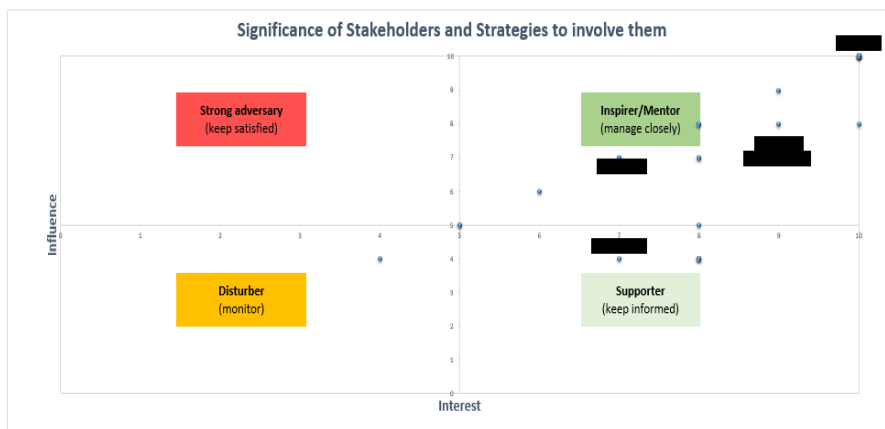 Significance of Stakeholders and Strategies to involve them
10
9
Strong adversary
(keep satisfied)
Inspirer/Mentor
(manage closely)
8
7
6
Influence
5
0 1 2 3 4 5 6 7 8 9 10
4
Disturber
(monitor)
Supporter
(keep informed)
3
2
1
0
Interest